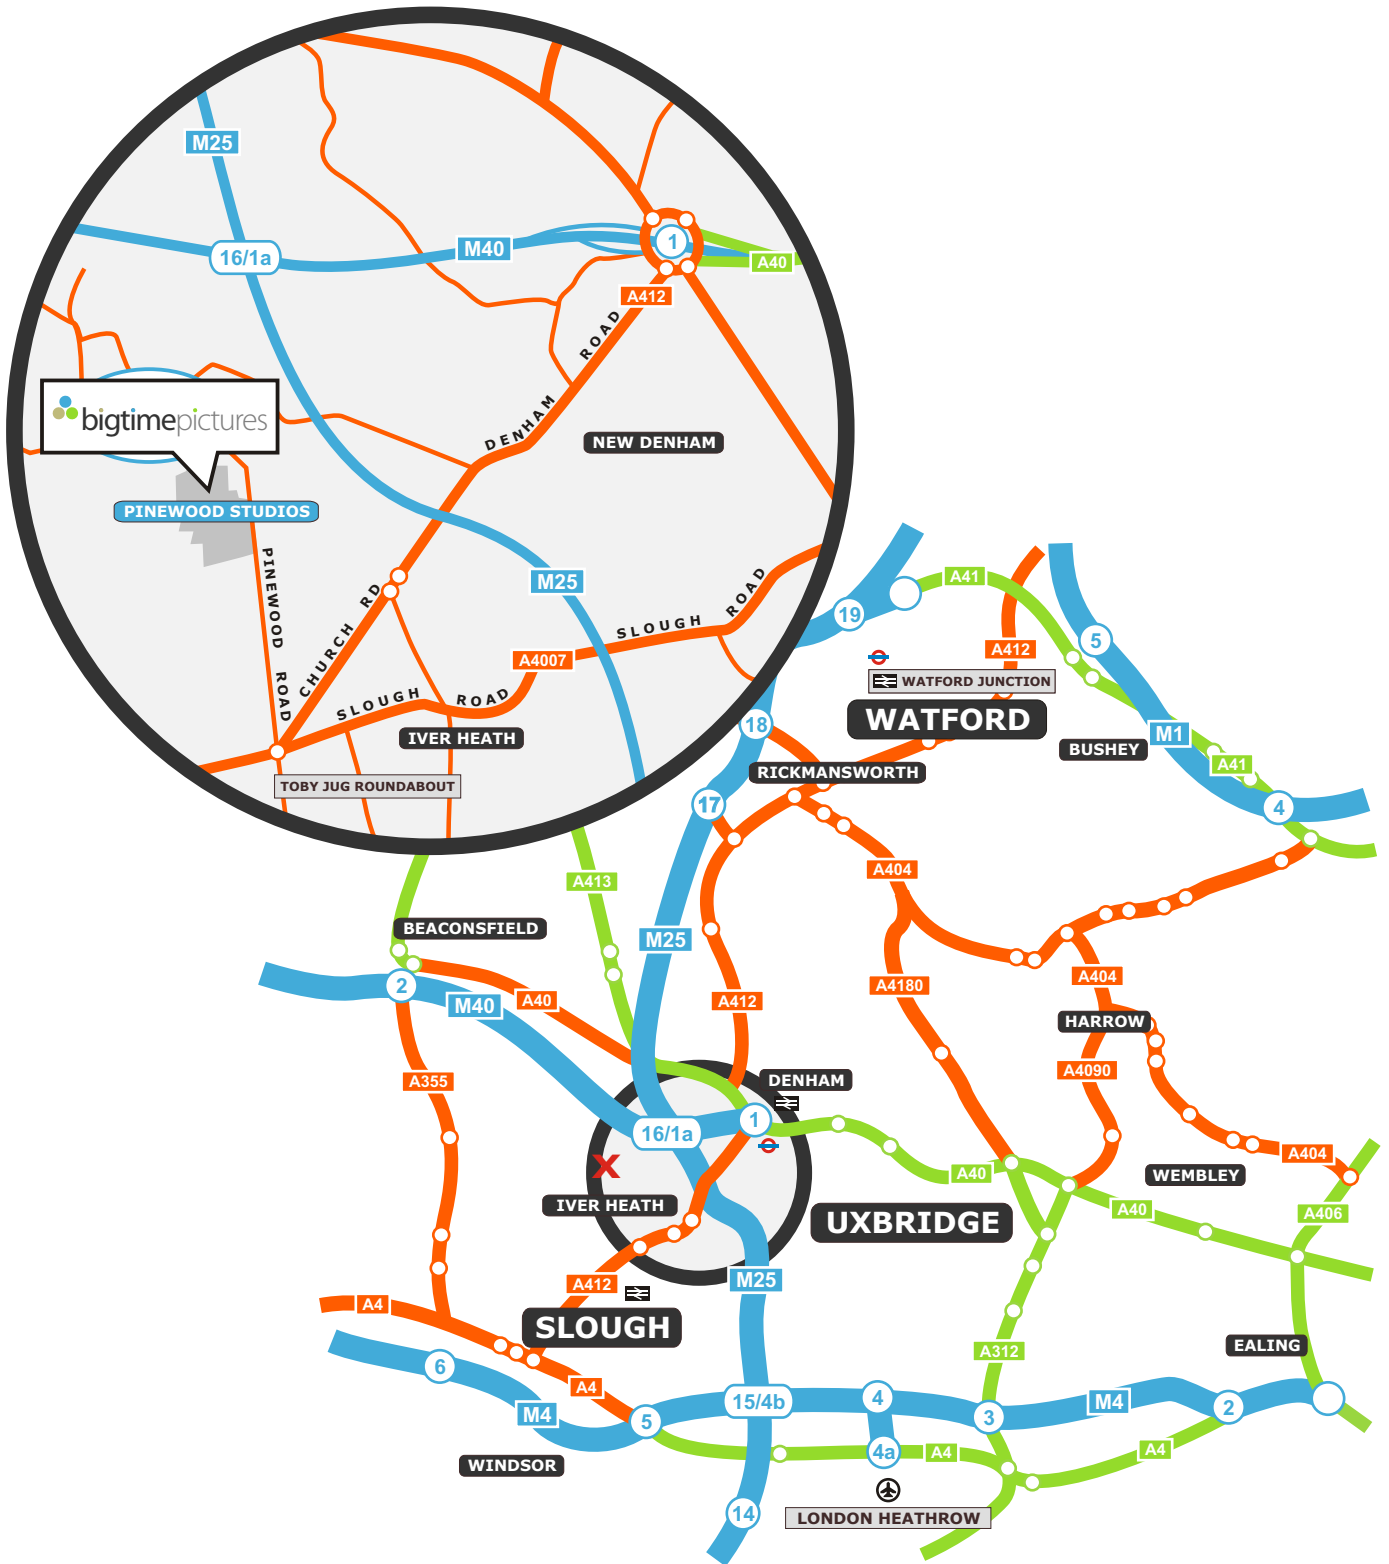 M25
16/1a
M40
1
A40
A412
DENHAM ROAD
NEW DENHAM
bigtimepictures
PINEWOOD STUDIOS
PINEWOOD ROAD
CHURCH RD
M25
SLOUGH ROAD
A4007
SLOUGH ROAD
IVER HEATH
TOBY JUG ROUNDABOUT
19
A41
A412
5
WATFORD JUNCTION
WATFORD
18
M1
BUSHEY
A41
RICKMANSWORTH
17
4
A404
A413
BEACONSFIELD
M25
2
M40
A40
A412
A4180
A404
HARROW
A4090
A355
DENHAM
1
16/1a
X
A404
WEMBLEY
A40
IVER HEATH
UXBRIDGE
A40
A406
M25
A412
A4
SLOUGH
A312
EALING
6
A4
M4
5
15/4b
4
3
M4
2
4a
A4
A4
WINDSOR
14
LONDON HEATHROW